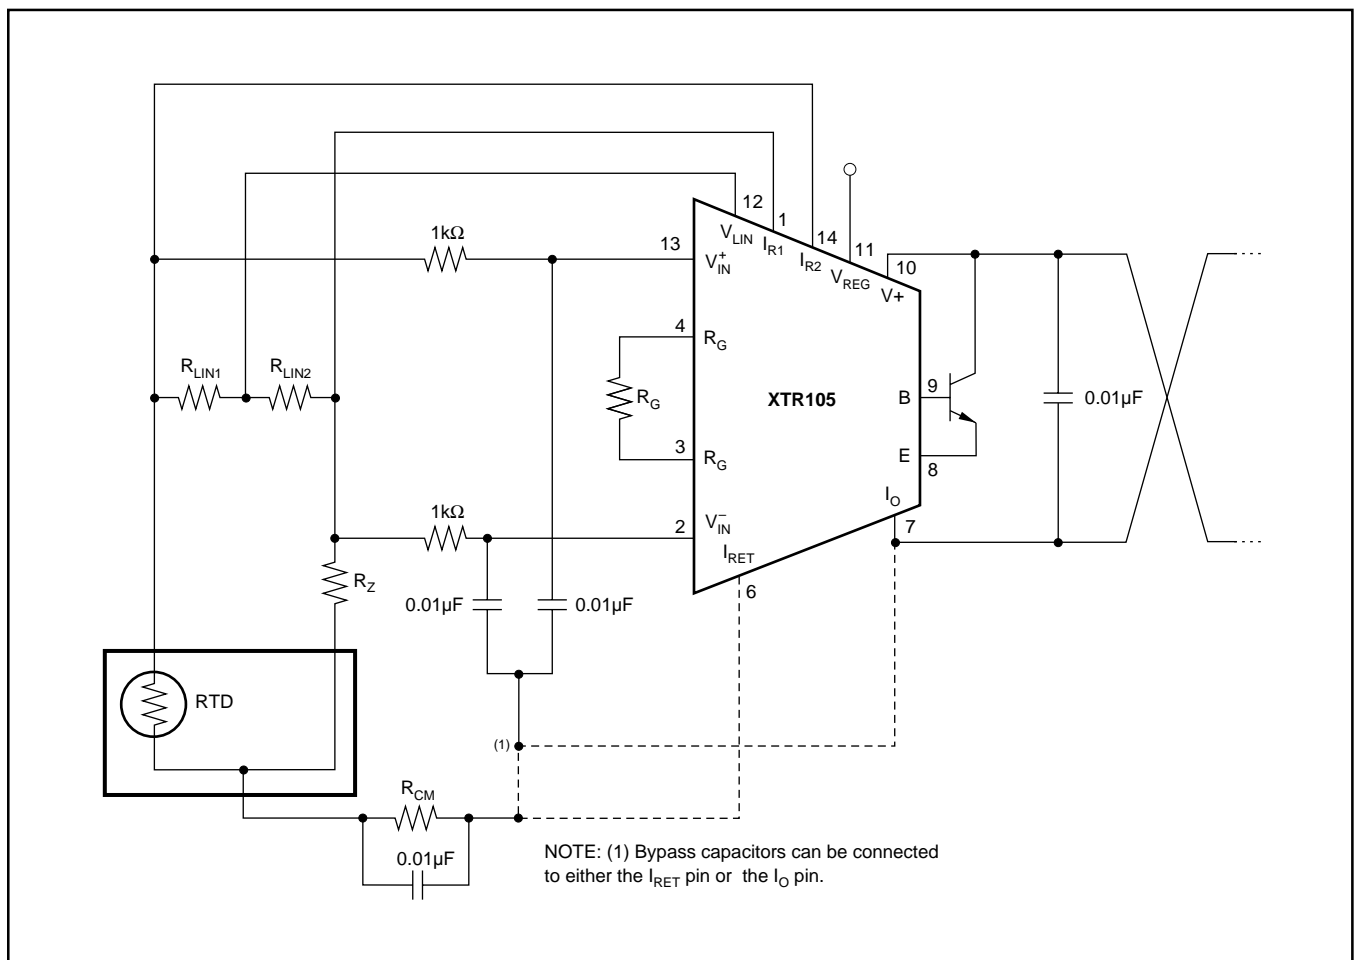 12
1
14
11
10
V_LIN
I_R1
I_R2
V_REG
V+
1kΩ
13
V_IN^+
4
R_G
R_LIN1
R_LIN2
R_G
XTR105
9
B
0.01µF
3
R_G
E
8
1kΩ
2
V_IN^−
I_O
7
I_RET
6
R_Z
0.01µF
0.01µF
RTD
(1)
R_CM
0.01µF
NOTE: (1) Bypass capacitors can be connected
to either the I_RET pin or the I_O pin.